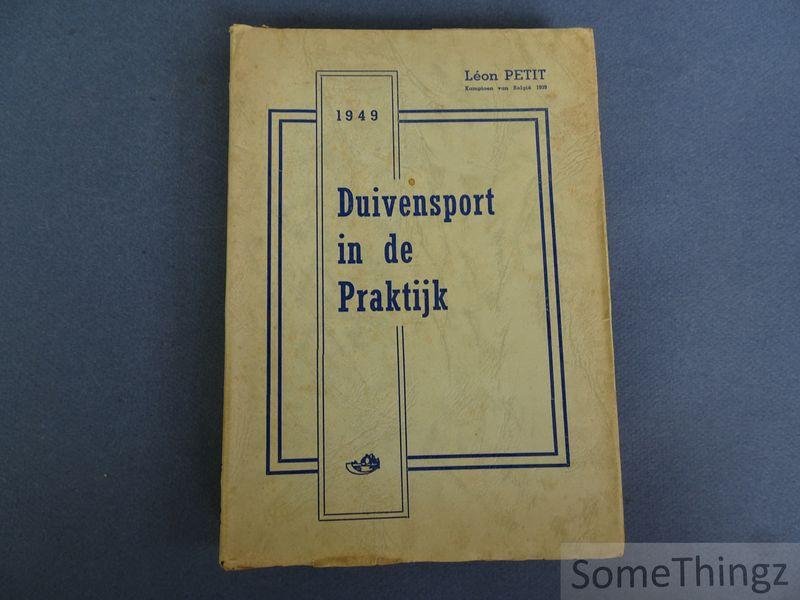 Léon PETIT
Kampioen van België 1939
1949
Duivensport
in de
Praktijk
SomeThingz